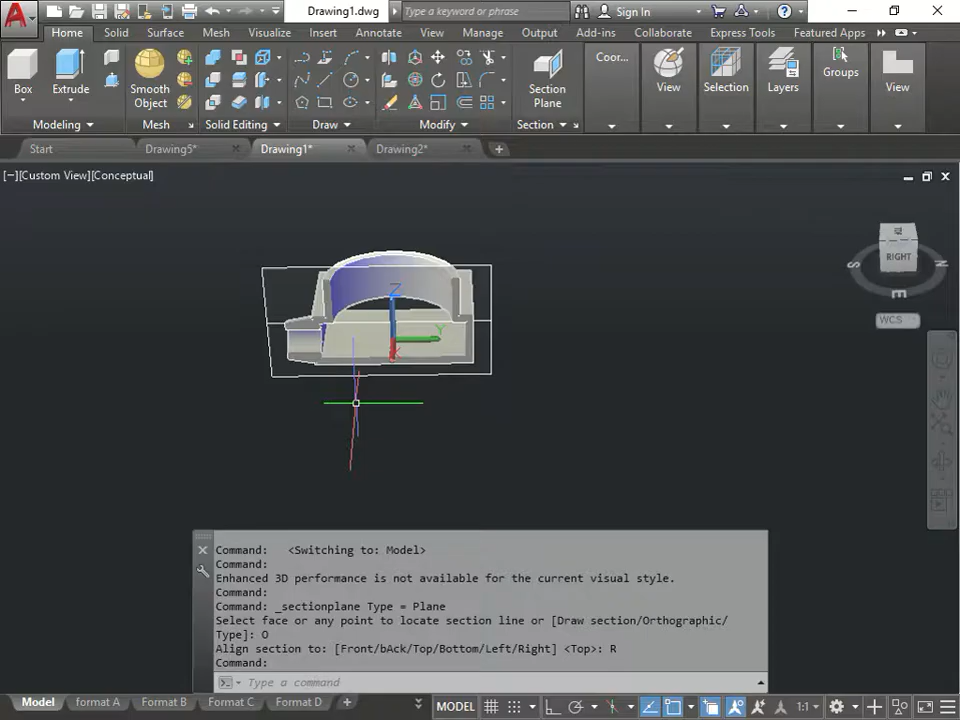 Drawing1.dwg
Type a keyword or phrase
Sign In
Home Solid Surface Mesh Visualize Insert Annotate View Manage Output Add-ins Collaborate Express Tools Featured Apps
Box
Extrude
Smooth
Object
Section
Plane
Coor...
View
Selection
Layers
Groups
View
Modeling
Mesh
Solid Editing
Draw
Modify
Section
Start
Drawing5*
Drawing1*
Drawing2*
[−][Custom View][Conceptual]
RIGHT
S
N
E
WCS
Z
Y
X
Command: <Switching to: Model>
Command:
Enhanced 3D performance is not available for the current visual style.
Command:
Command: _sectionplane Type = Plane
Select face or any point to locate section line or [Draw section/Orthographic/
Type]: O
Align section to: [Front/bAck/Top/Bottom/Left/Right] <Top>: R
Command:
Type a command
Model
format A
Format B
Format C
Format D
MODEL
1:1